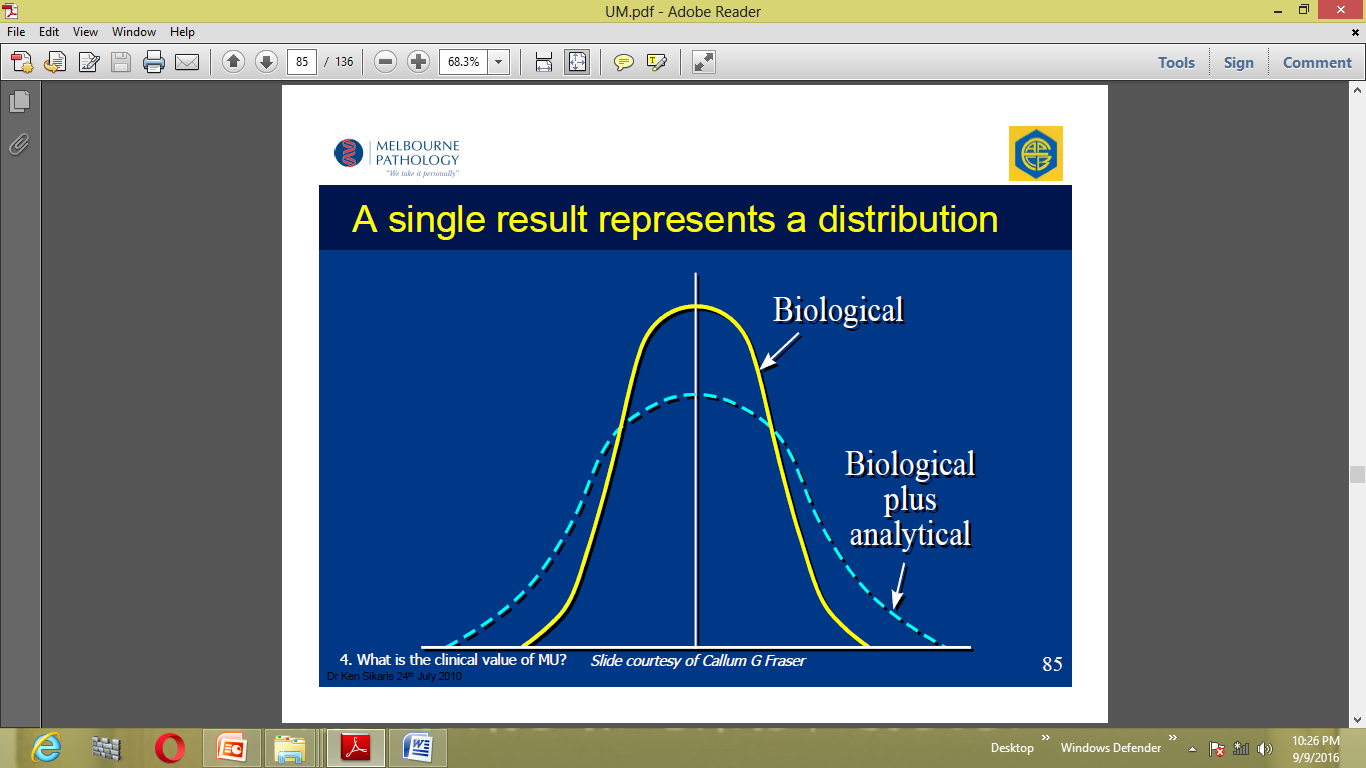 UM.pdf - Adobe Reader
File Edit View Window Help
85 / 136
68.3%
Tools Sign Comment
MELBOURNE
PATHOLOGY
"We take it personally"
A single result represents a distribution
Biological
Biological
plus
analytical
4. What is the clinical value of MU? Slide courtesy of Callum G Fraser
85
Dr Ken Sikaris 24th July 2010
Desktop » Windows Defender »
10:26 PM
9/9/2016